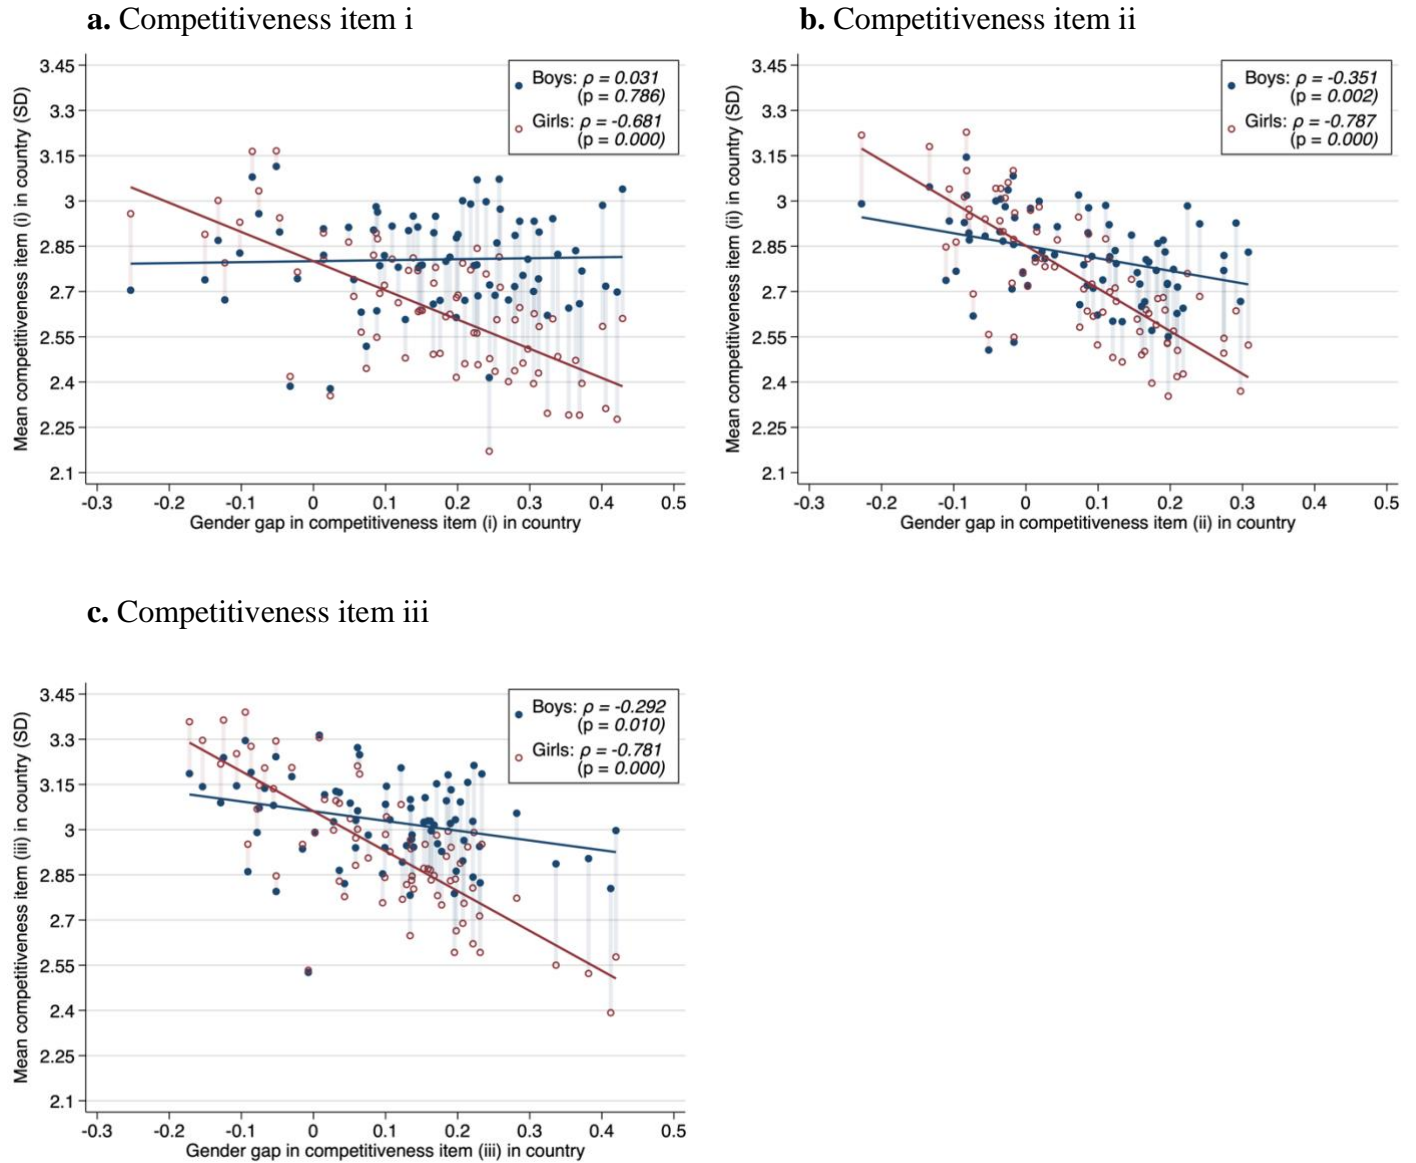 a. Competitiveness item i
3.45
3.3
3.15
3
2.85
2.7
2.55
2.4
2.25
2.1
Mean competitiveness item (i) in country (SD)
Boys: ρ = 0.031
(p = 0.786)
Girls: ρ = -0.681
(p = 0.000)
-0.3 -0.2 -0.1 0 0.1 0.2 0.3 0.4 0.5
Gender gap in competitiveness item (i) in country
b. Competitiveness item ii
3.45
3.3
3.15
3
2.85
2.7
2.55
2.4
2.25
2.1
Mean competitiveness item (ii) in country (SD)
Boys: ρ = -0.351
(p = 0.002)
Girls: ρ = -0.787
(p = 0.000)
-0.3 -0.2 -0.1 0 0.1 0.2 0.3 0.4 0.5
Gender gap in competitiveness item (ii) in country
c. Competitiveness item iii
3.45
3.3
3.15
3
2.85
2.7
2.55
2.4
2.25
2.1
Mean competitiveness item (iii) in country (SD)
Boys: ρ = -0.292
(p = 0.010)
Girls: ρ = -0.781
(p = 0.000)
-0.3 -0.2 -0.1 0 0.1 0.2 0.3 0.4 0.5
Gender gap in competitiveness item (iii) in country